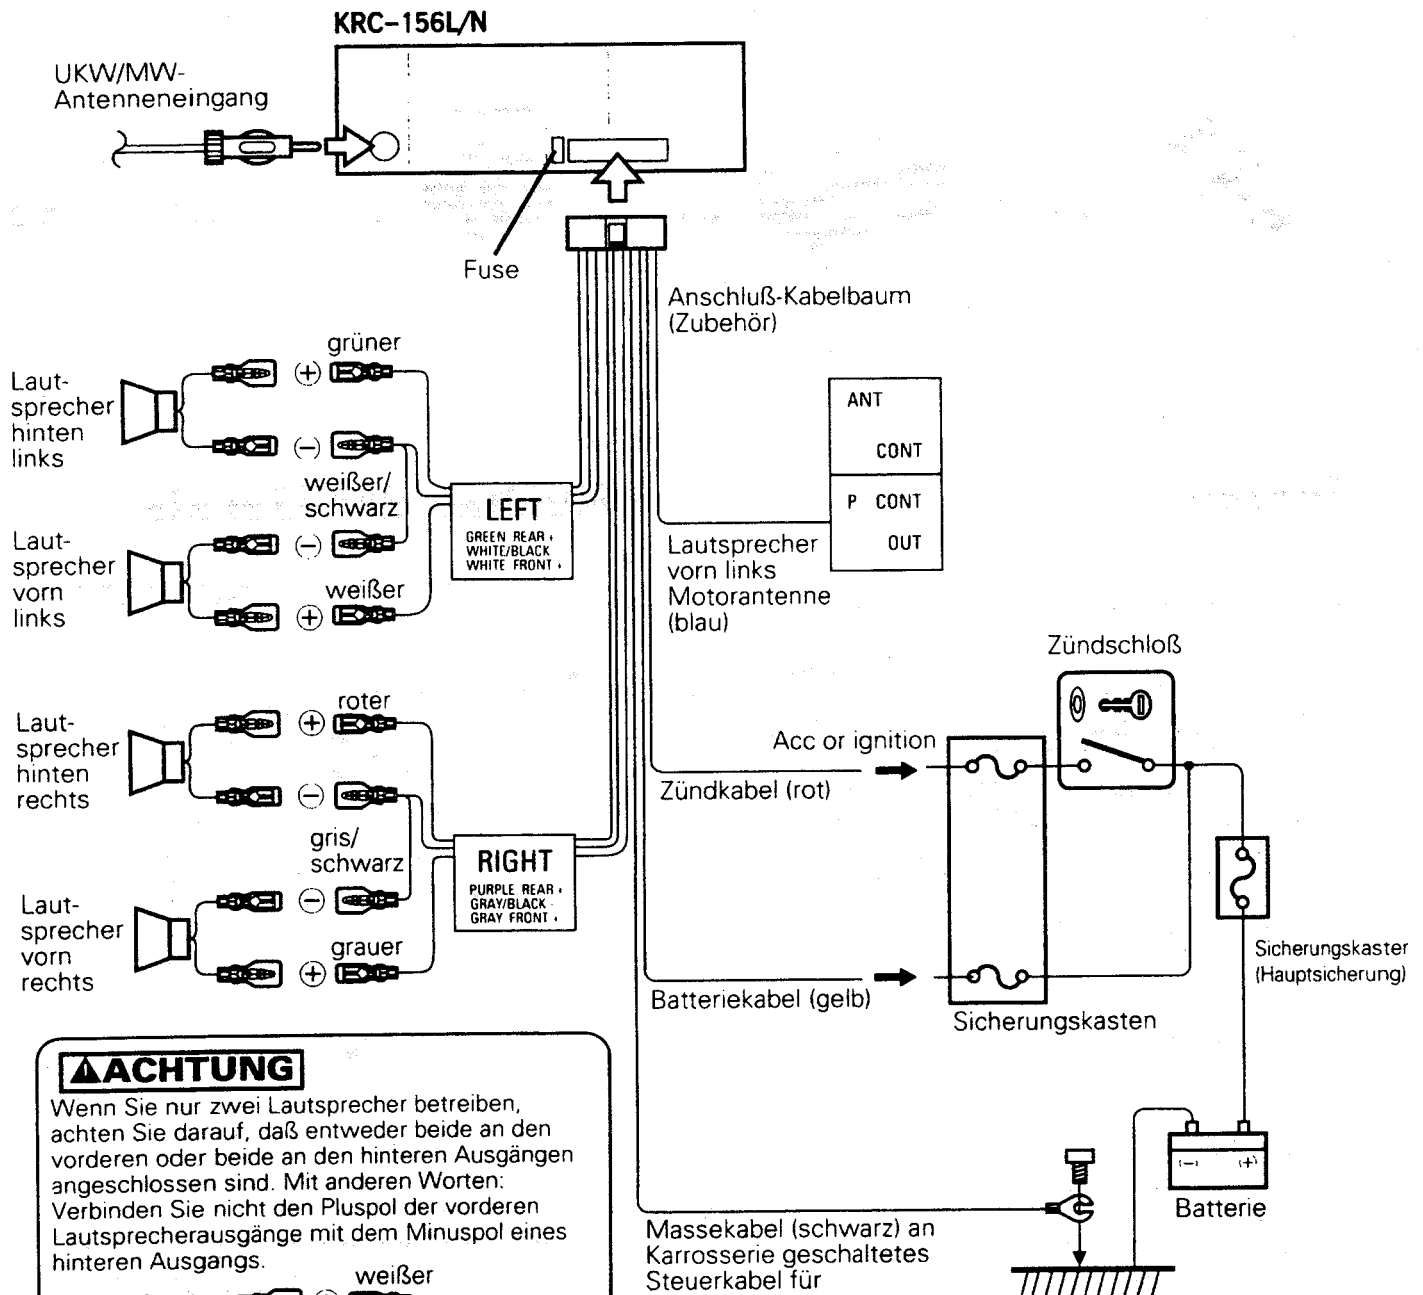 KRC-156L/N
UKW/MW-
Antenneneingang
Fuse
Anschluß-Kabelbaum
(Zubehör)
grüner
Laut-
sprecher
hinten
links
(+)
(−)
weißer/
schwarz
Laut-
sprecher
vorn
links
(−)
weißer
(+)
LEFT
GREEN REAR +
WHITE/BLACK
WHITE FRONT +
ANT
CONT
P CONT
OUT
Lautsprecher
vorn links
Motorantenne
(blau)
Zündschloß
roter
Laut-
sprecher
hinten
rechts
(+)
(−)
gris/
schwarz
Laut-
sprecher
vorn
rechts
(−)
grauer
(+)
RIGHT
PURPLE REAR +
GRAY/BLACK
GRAY FRONT +
Acc or ignition
Zündkabel (rot)
Batteriekabel (gelb)
Sicherungskasten
Sicherungskaster
(Hauptsicherung)
(−) (+)
Batterie
ACHTUNG
Wenn Sie nur zwei Lautsprecher betreiben,
achten Sie darauf, daß entweder beide an den
vorderen oder beide an den hinteren Ausgängen
angeschlossen sind. Mit anderen Worten:
Verbinden Sie nicht den Pluspol der vorderen
Lautsprecherausgänge mit dem Minuspol eines
hinteren Ausgangs.
weißer
Massekabel (schwarz) an
Karrosserie geschaltetes
Steuerkabel für